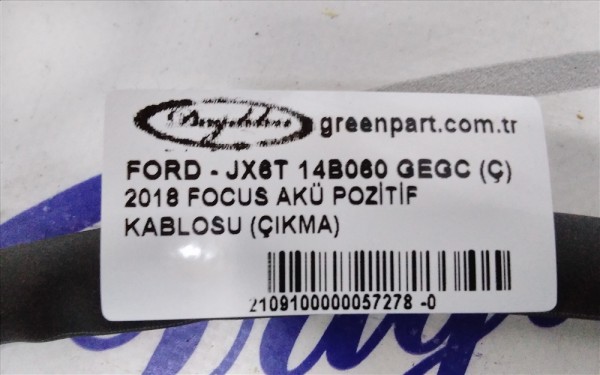 greenpart.com.tr
FORD - JX6T 14B060 GEGC (Ç)
2018 FOCUS AKÜ POZİTİF
KABLOSU (ÇIKMA)
2109100000057278 -0